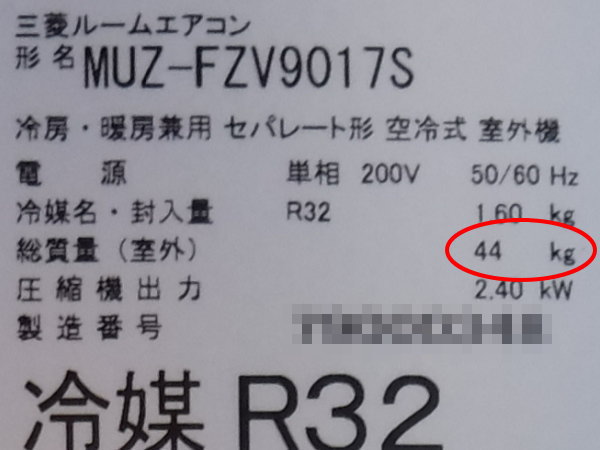 三菱ルームエアコン
形名 MUZ-FZV9017S
冷房・暖房兼用 セパレート形 空冷式 室外機
電源 単相 200V 50/60 Hz
冷媒名・封入量 R32 1.60 kg
総質量（室外） 44 kg
圧縮機出力 2.40 kW
製造番号
冷媒 R32